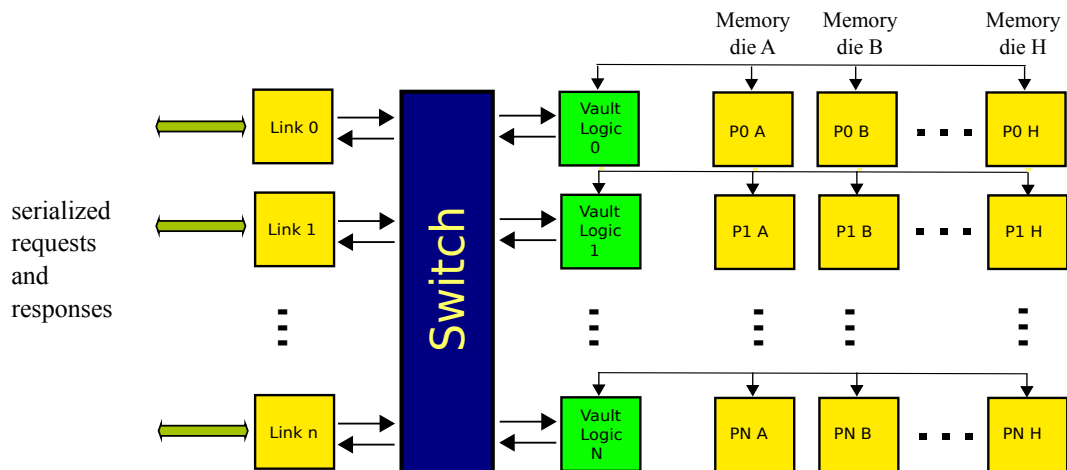 Memory
die A
Memory
die B
Memory
die H
Link 0
Vault
Logic
0
P0 A
P0 B
P0 H
serialized
requests
and
responses
Link 1
Switch
Vault
Logic
1
P1 A
P1 B
P1 H
Link n
Vault
Logic
N
PN A
PN B
PN H